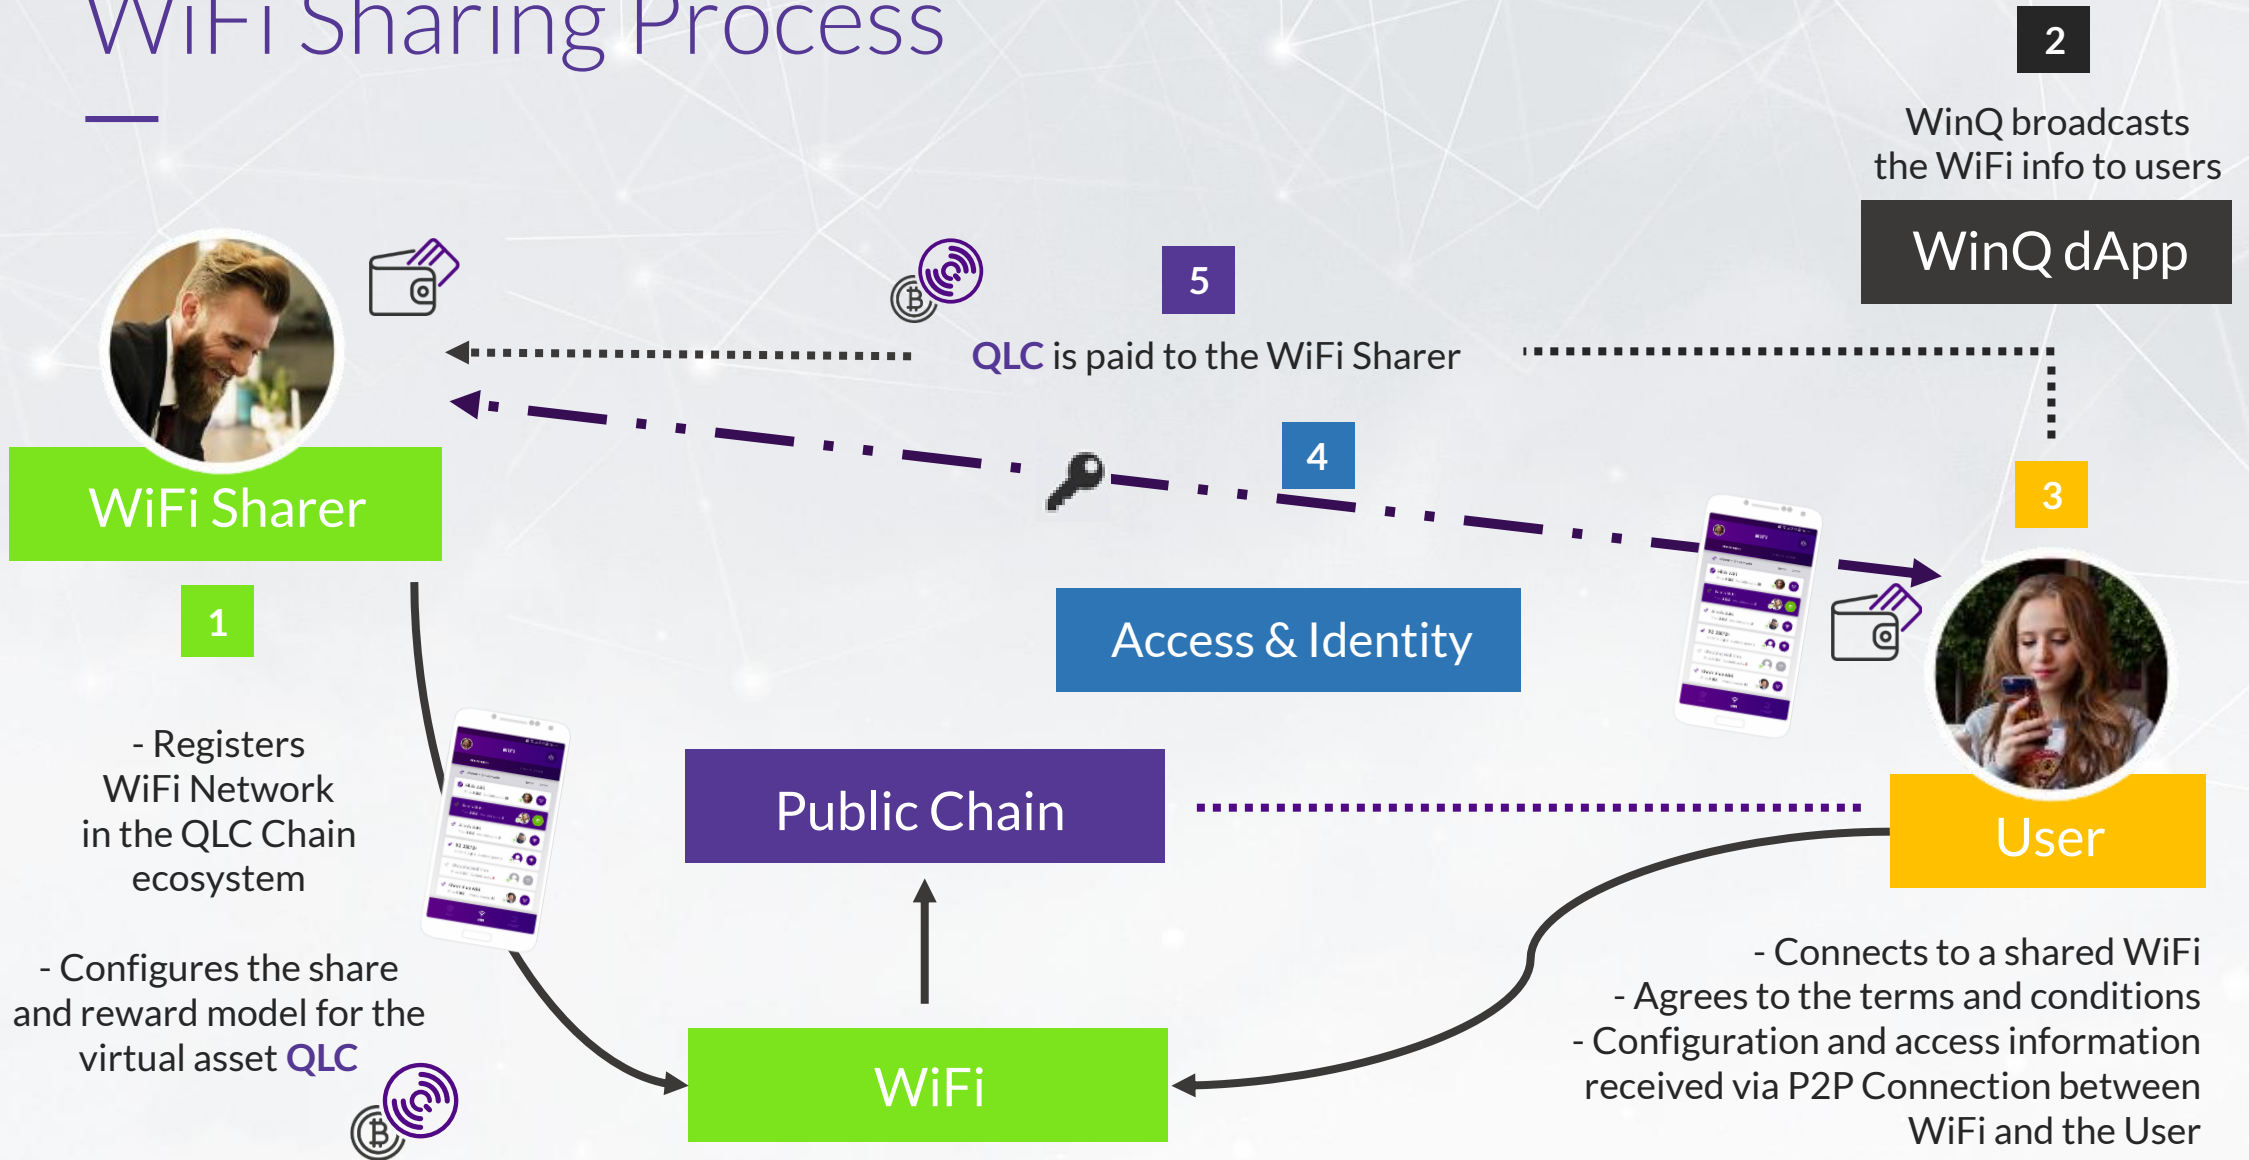 WiFi Sharing Process
2
WinQ broadcasts
the WiFi info to users
WinQ dApp
5
QLC is paid to the WiFi Sharer
4
WiFi Sharer
3
1
Access & Identity
- Registers
WiFi Network
in the QLC Chain
ecosystem
Public Chain
User
- Configures the share
and reward model for the
virtual asset QLC
- Connects to a shared WiFi
- Agrees to the terms and conditions
- Configuration and access information
received via P2P Connection between
WiFi and the User
WiFi